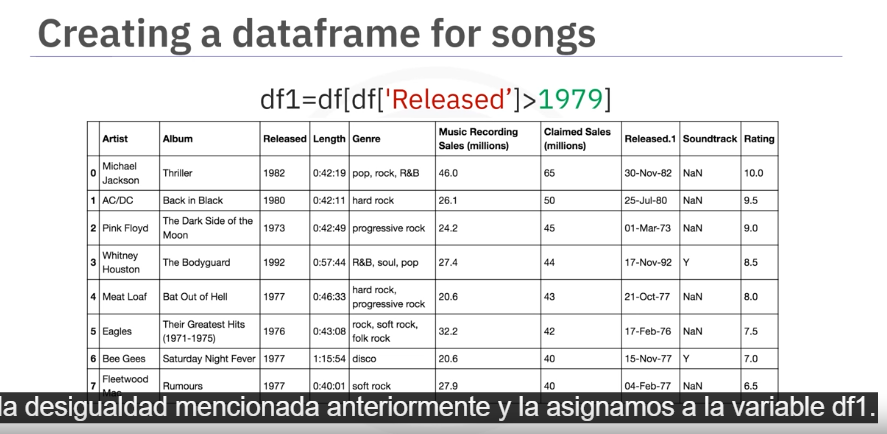 Creating a dataframe for songs
df1=df[df['Released’]>1979]
Artist Album Released Length Genre Music Recording Sales (millions) Claimed Sales (millions) Released.1 Soundtrack Rating
0 Michael Jackson Thriller 1982 0:42:19 pop, rock, R&B 46.0 65 30-Nov-82 NaN 10.0
1 AC/DC Back in Black 1980 0:42:11 hard rock 26.1 50 25-Jul-80 NaN 9.5
2 Pink Floyd The Dark Side of the Moon 1973 0:42:49 progressive rock 24.2 45 01-Mar-73 NaN 9.0
3 Whitney Houston The Bodyguard 1992 0:57:44 R&B, soul, pop 27.4 44 17-Nov-92 Y 8.5
4 Meat Loaf Bat Out of Hell 1977 0:46:33 hard rock, progressive rock 20.6 43 21-Oct-77 NaN 8.0
5 Eagles Their Greatest Hits (1971-1975) 1976 0:43:08 rock, soft rock, folk rock 32.2 42 17-Feb-76 NaN 7.5
6 Bee Gees Saturday Night Fever 1977 1:15:54 disco 20.6 40 15-Nov-77 Y 7.0
7 Fleetwood Mac Rumours 1977 0:40:01 soft rock 27.9 40 04-Feb-77 NaN 6.5
la desigualdad mencionada anteriormente y la asignamos a la variable df1.